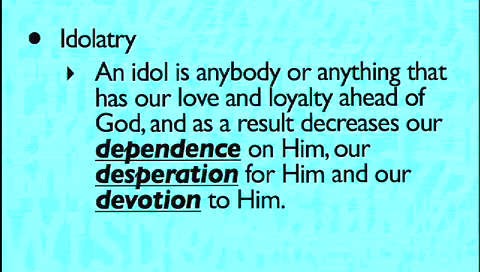 Idolatry
An idol is anybody or anything that
has our love and loyalty ahead of
God, and as a result decreases our
dependence on Him, our
desperation for Him and our
devotion to Him.